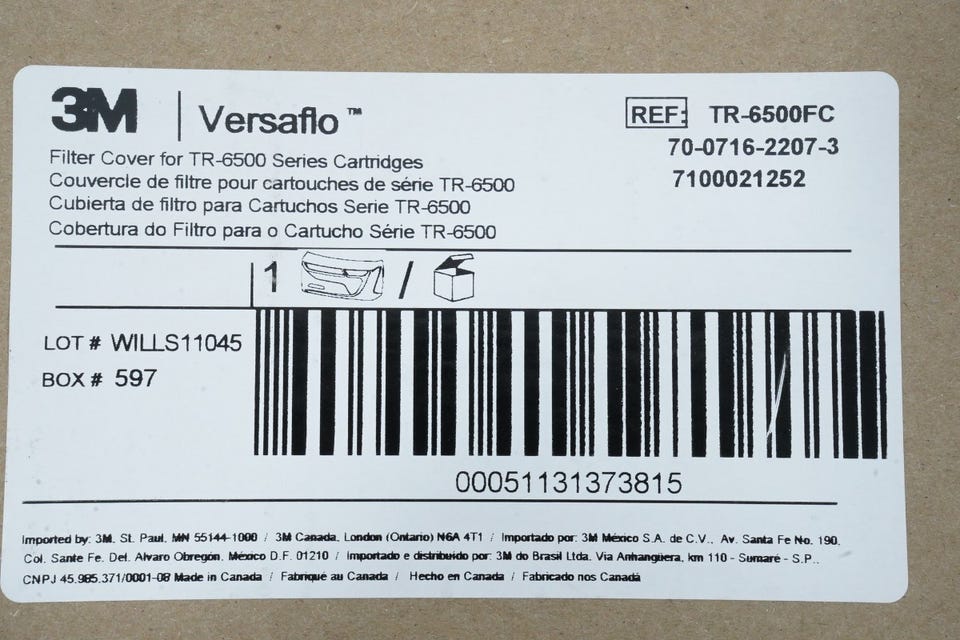 3M | Versaflo™
REF: TR-6500FC
70-0716-2207-3
7100021252
Filter Cover for TR-6500 Series Cartridges
Couvercle de filtre pour cartouches de série TR-6500
Cubierta de filtro para Cartuchos Serie TR-6500
Cobertura do Filtro para o Cartucho Série TR-6500
1 /
LOT # WILLS11045
BOX # 597
00051131373815
Imported by: 3M. St. Paul, MN 55144-1000 / 3M Canada, London (Ontario) N6A 4T1 / Importado por: 3M México S.A. de C.V., Av. Santa Fe No. 190,
Col. Sante Fe. Del. Alvaro Obregón, México D.F. 01210 / Importado e distribuído por: 3M do Brasil Ltda. Via Anhangüera, km 110 - Sumaré - S.P..
CNPJ 45.985.371/0001-08 Made in Canada / Fabriqué au Canada / Hecho en Canada / Fabricado nos Canadá